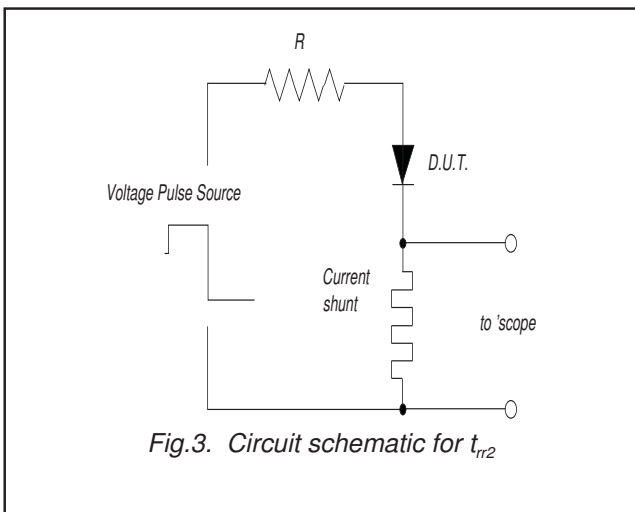 R
D.U.T.
Voltage Pulse Source
Current
shunt
to 'scope
Fig.3. Circuit schematic for trr2